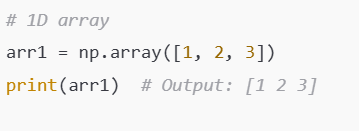 # 1D array
arr1 = np.array([1, 2, 3])
print(arr1)  # Output: [1 2 3]